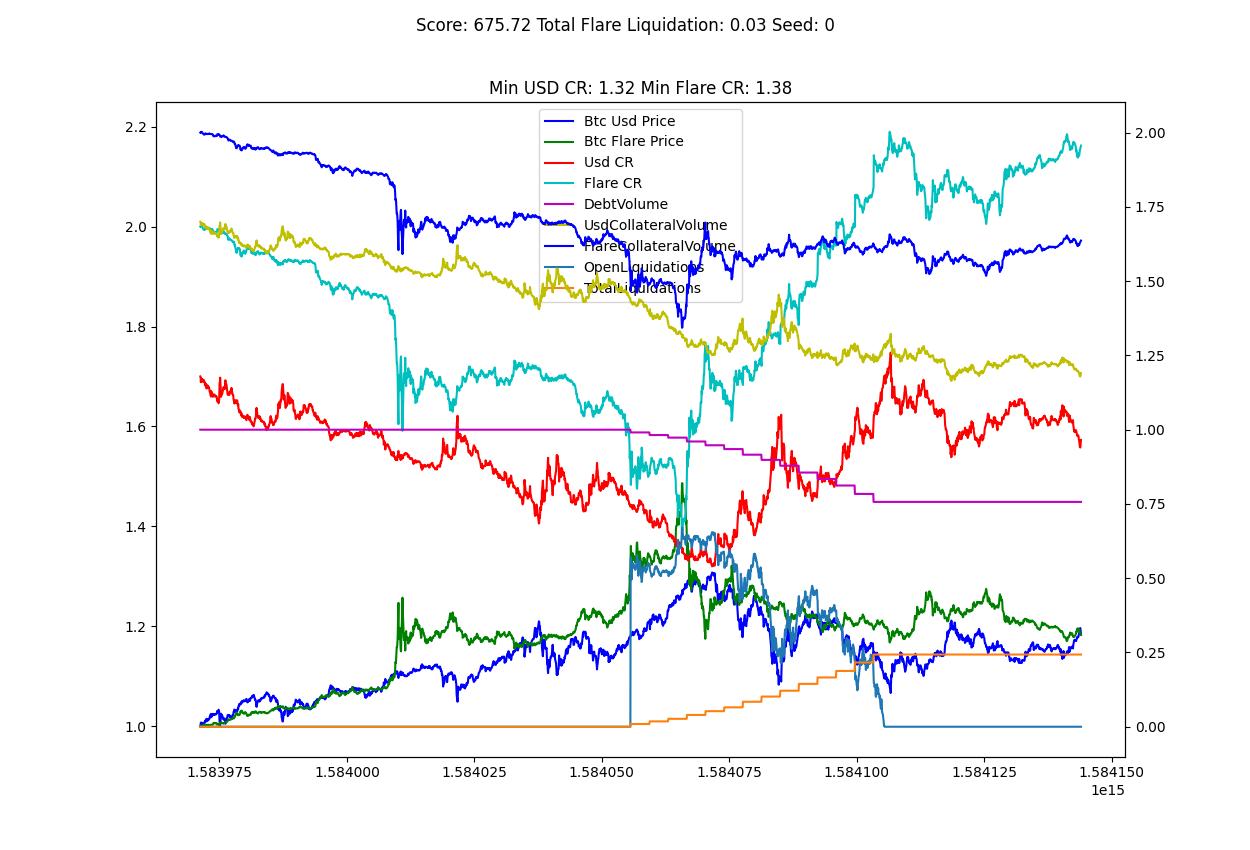 Score: 675.72 Total Flare Liquidation: 0.03 Seed: 0
Min USD CR: 1.32 Min Flare CR: 1.38
Btc Usd Price
Btc Flare Price
Usd CR
Flare CR
DebtVolume
UsdCollateralVolume
FlareCollateralVolume
OpenLiquidations
TotalLiquidations
2.2
2.0
1.8
1.6
1.4
1.2
1.0
2.00
1.75
1.50
1.25
1.00
0.75
0.50
0.25
0.00
1.583975
1.584000
1.584025
1.584050
1.584075
1.584100
1.584125
1.584150
1e15